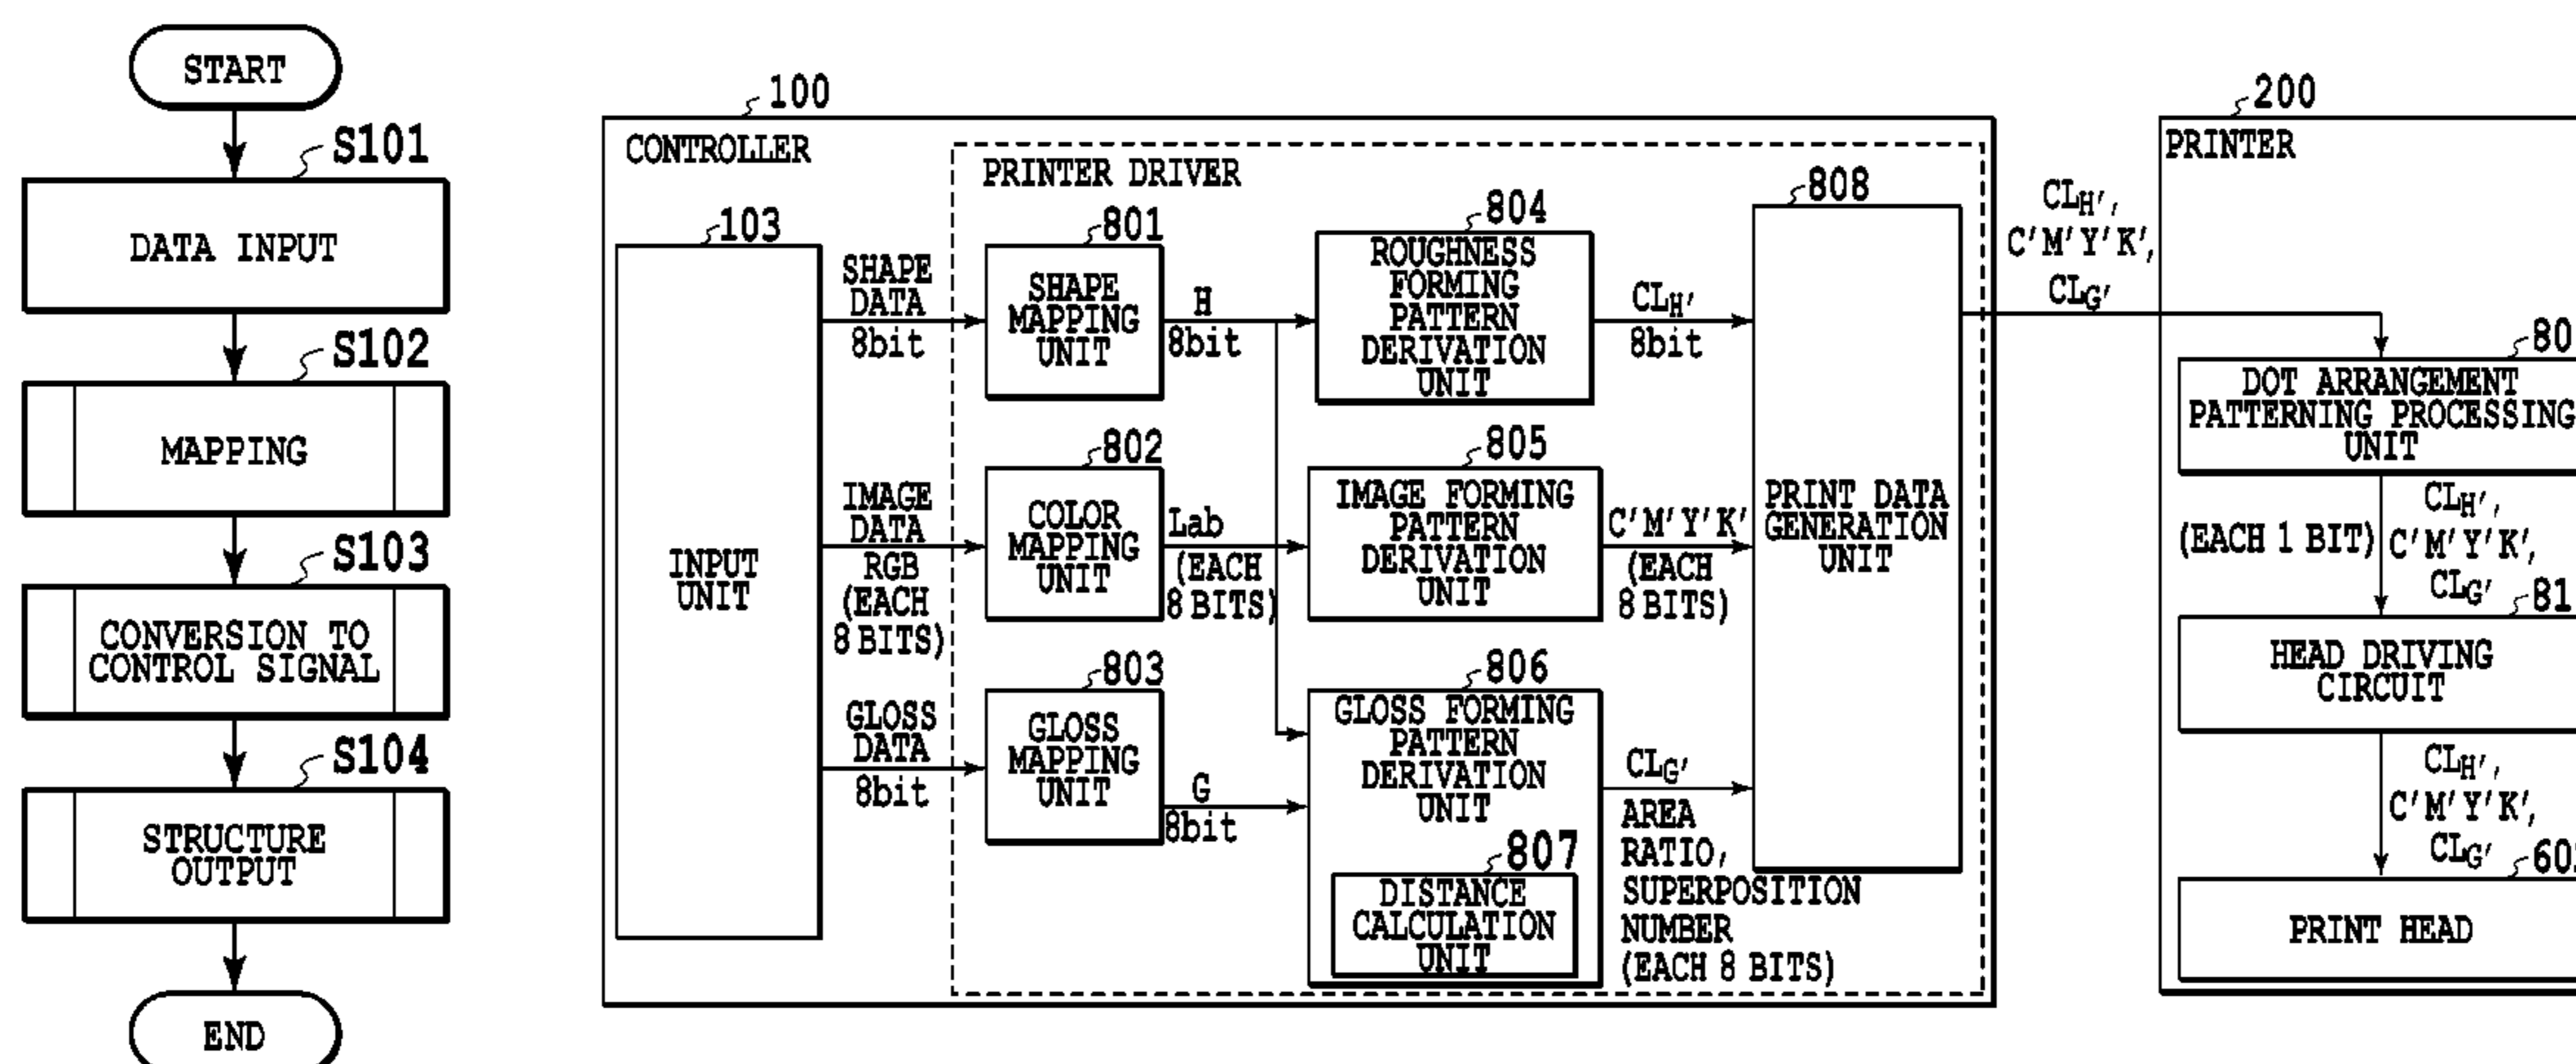 START
S101
DATA INPUT
S102
MAPPING
S103
CONVERSION TO
CONTROL SIGNAL
S104
STRUCTURE
OUTPUT
END
100
CONTROLLER
PRINTER DRIVER
103
INPUT
UNIT
SHAPE
DATA
8bit
IMAGE
DATA
RGB
(EACH
8 BITS)
GLOSS
DATA
8bit
801
SHAPE
MAPPING
UNIT
H
8bit
802
COLOR
MAPPING
UNIT
Lab
(EACH
8 BITS)
803
GLOSS
MAPPING
UNIT
G
8bit
804
ROUGHNESS
FORMING
PATTERN
DERIVATION
UNIT
CLH'
8bit
805
IMAGE FORMING
PATTERN
DERIVATION
UNIT
C'M'Y'K'
(EACH
8 BITS)
806
GLOSS FORMING
PATTERN
DERIVATION
UNIT
807
DISTANCE
CALCULATION
UNIT
CLG'
AREA
RATIO,
SUPERPOSITION
NUMBER
(EACH 8 BITS)
808
PRINT DATA
GENERATION
UNIT
CLH',
C'M'Y'K',
CLG'
200
PRINTER
80
DOT ARRANGEMENT
PATTERNING PROCESSING
UNIT
(EACH 1 BIT)
CLH',
C'M'Y'K',
CLG'
81
HEAD DRIVING
CIRCUIT
CLH',
C'M'Y'K',
CLG'
PRINT HEAD